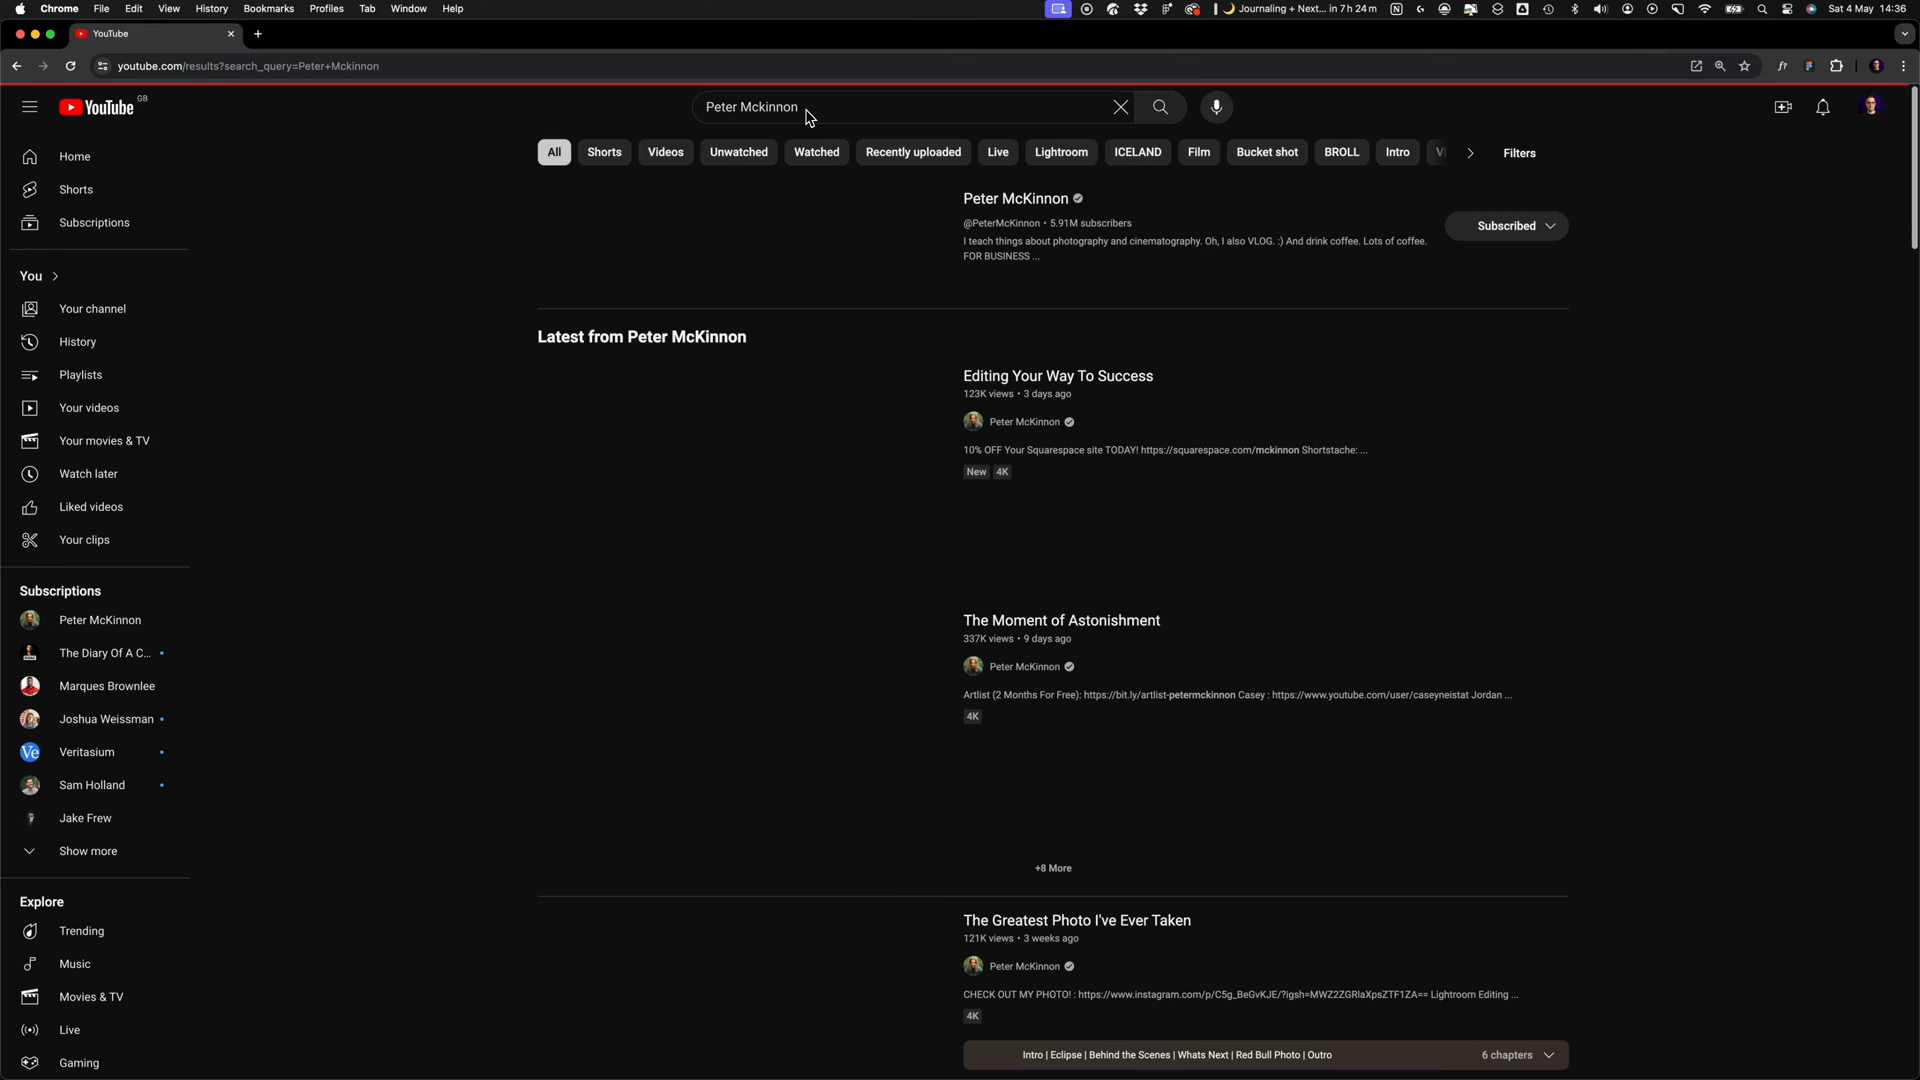 Chrome File Edit View History Bookmarks Profiles Tab Window Help
Journaling + Next... in 7 h 24 m
Sat 4 May 14:36
YouTube
youtube.com/results?search_query=Peter+Mckinnon
YouTube GB
Peter Mckinnon
All Shorts Videos Unwatched Watched Recently uploaded Live Lightroom ICELAND Film Bucket shot BROLL Intro Filters
Home
Shorts
Subscriptions
You
Your channel
History
Playlists
Your videos
Your movies & TV
Watch later
Liked videos
Your clips
Subscriptions
Peter McKinnon
The Diary Of A C...
Marques Brownlee
Joshua Weissman
Veritasium
Sam Holland
Jake Frew
Show more
Explore
Trending
Music
Movies & TV
Live
Gaming
Peter McKinnon
@PeterMcKinnon • 5.91M subscribers
I teach things about photography and cinematography. Oh, I also VLOG. :) And drink coffee. Lots of coffee.
FOR BUSINESS ...
Subscribed
Latest from Peter McKinnon
Editing Your Way To Success
123K views • 3 days ago
Peter McKinnon
10% OFF Your Squarespace site TODAY! https://squarespace.com/mckinnon Shortstache: ...
New 4K
The Moment of Astonishment
337K views • 9 days ago
Peter McKinnon
Artlist (2 Months For Free): https://bit.ly/artlist-petermckinnon Casey : https://www.youtube.com/user/caseyneistat Jordan ...
4K
+8 More
The Greatest Photo I've Ever Taken
121K views • 3 weeks ago
Peter McKinnon
CHECK OUT MY PHOTO! : https://www.instagram.com/p/C5g_BeGvKJE/?igsh=MWZ2ZGRlaXpsZTF1ZA== Lightroom Editing ...
4K
Intro | Eclipse | Behind the Scenes | Whats Next | Red Bull Photo | Outro
6 chapters